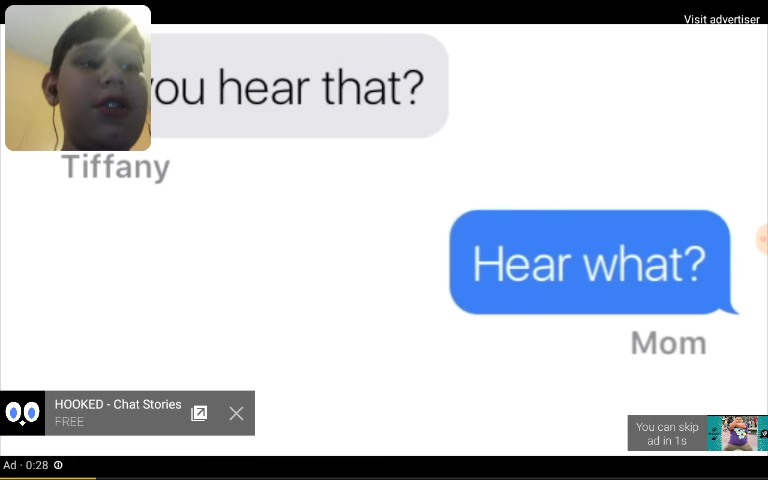 Visit advertiser
you hear that?
Tiffany
Hear what?
Mom
HOOKED - Chat Stories
FREE
You can skip
ad in 1s
Ad · 0:28